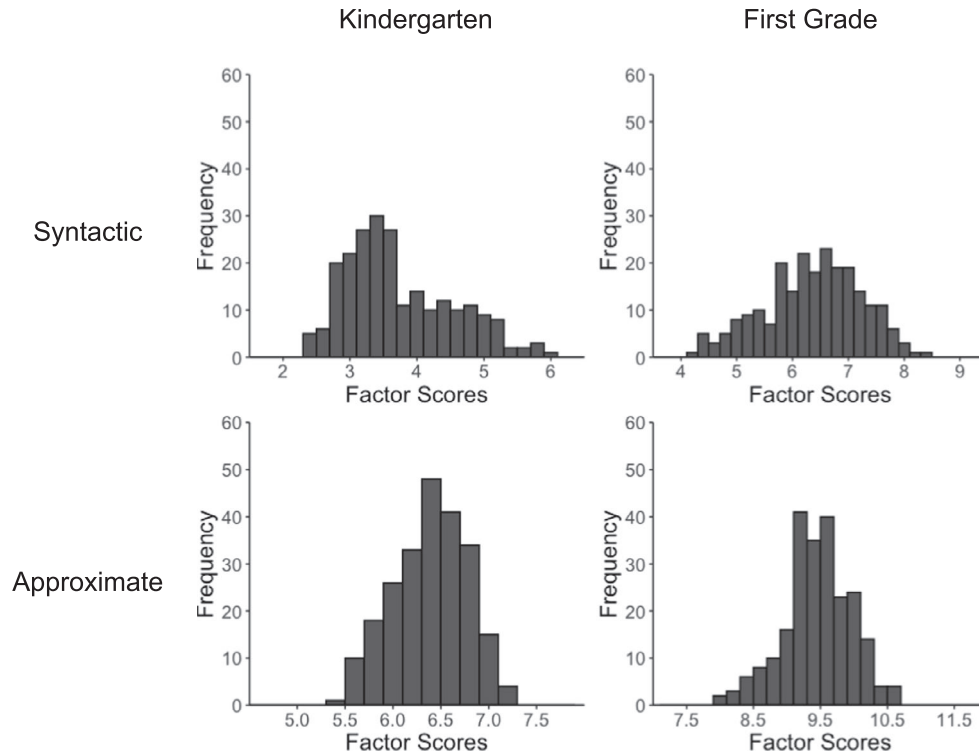 Kindergarten
First Grade
Syntactic
Frequency
60
50
40
30
20
10
0
2 3 4 5 6
Factor Scores
Frequency
60
50
40
30
20
10
0
4 5 6 7 8 9
Factor Scores
Approximate
Frequency
60
50
40
30
20
10
0
5.0 5.5 6.0 6.5 7.0 7.5
Factor Scores
Frequency
60
50
40
30
20
10
0
7.5 8.5 9.5 10.5 11.5
Factor Scores